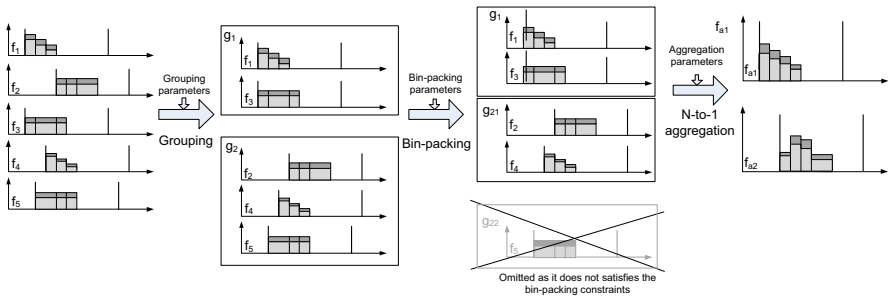 f1
f2
f3
f4
f5
Grouping
parameters
Grouping
g1
f1
f3
g2
f2
f4
f5
Bin-packing
parameters
Bin-packing
g1
f1
f3
g21
f2
f4
g22
f5
Omitted as it does not satisfies the
bin-packing constraints
Aggregation
parameters
N-to-1
aggregation
fa1
fa1
fa2